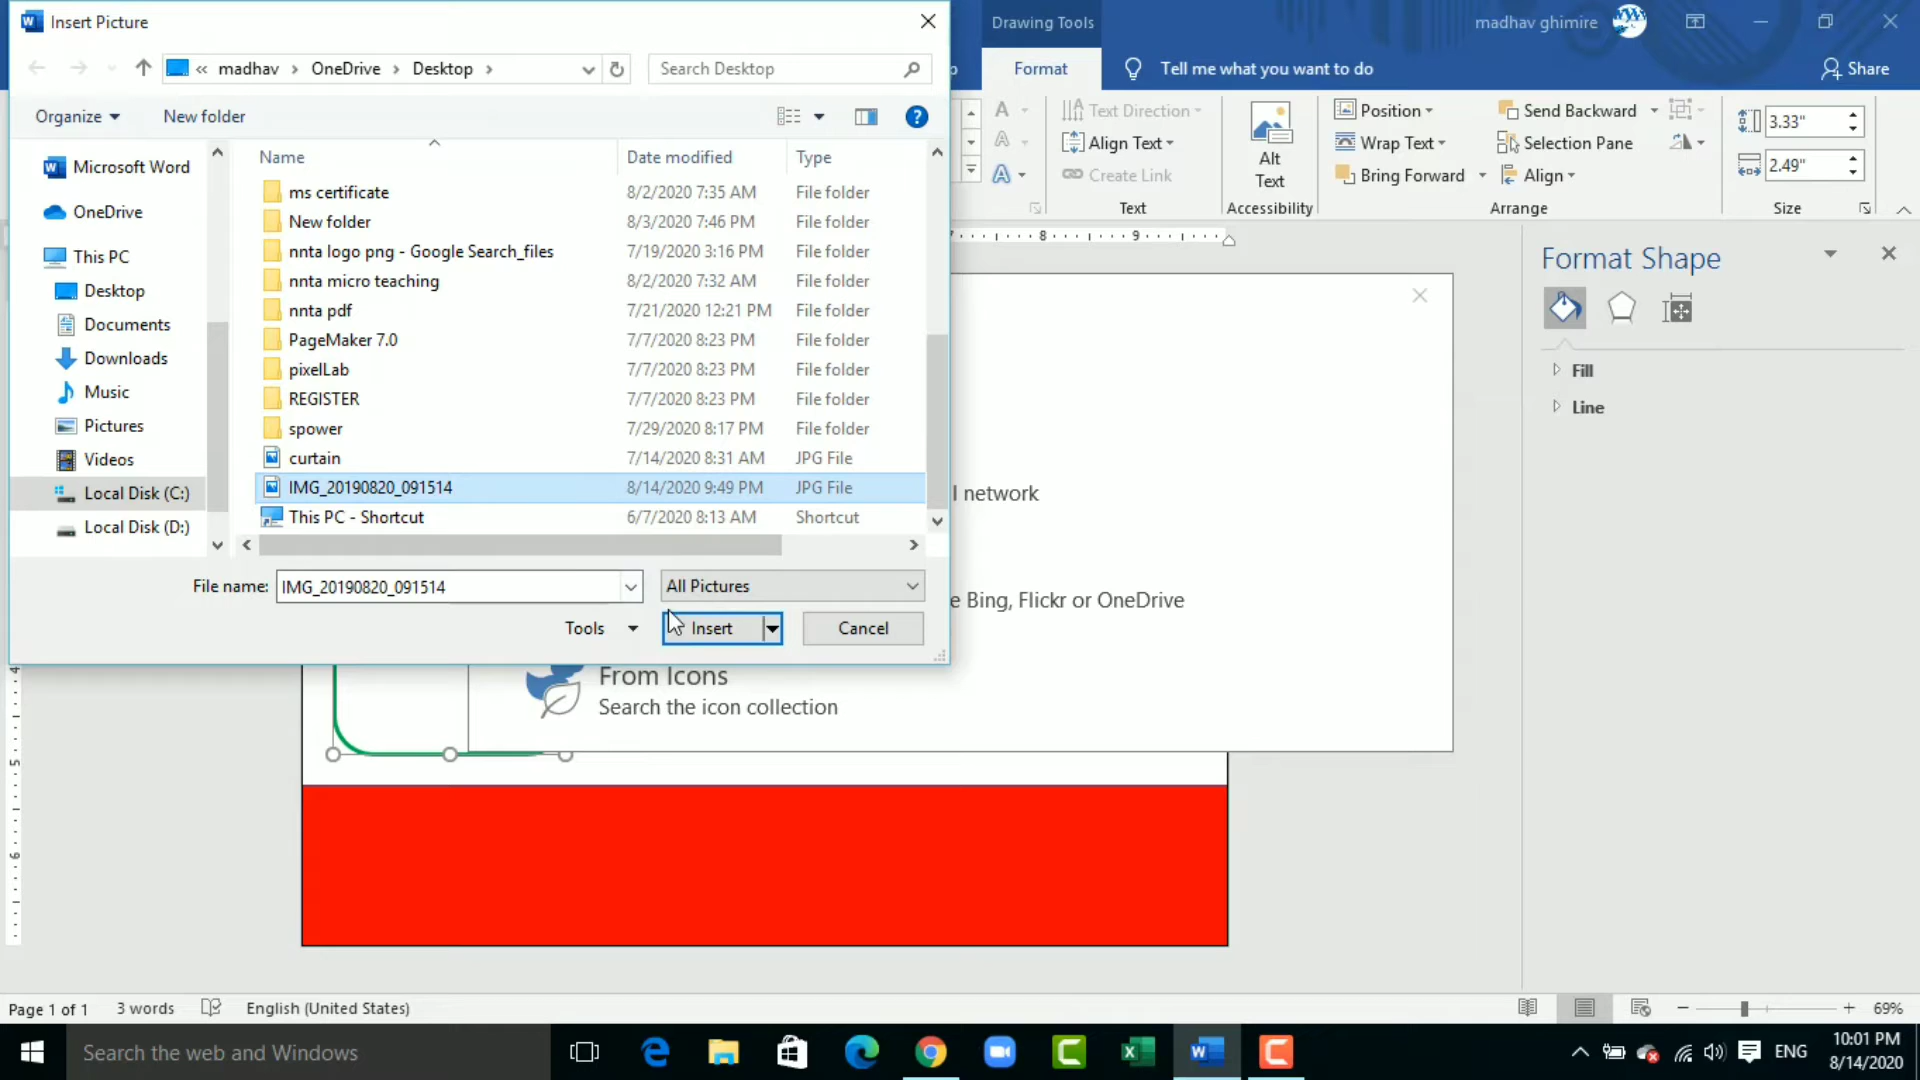 Insert Picture
Drawing Tools
madhav ghimire
« madhav > OneDrive > Desktop >
Search Desktop
Format
Tell me what you want to do
Share
Organize
New folder
Text Direction
Align Text
Create Link
Text
Alt
Text
Accessibility
Position
Wrap Text
Bring Forward
Send Backward
Selection Pane
Align
Arrange
3.33"
2.49"
Size
Microsoft Word
OneDrive
This PC
Desktop
Documents
Downloads
Music
Pictures
Videos
Local Disk (C:)
Local Disk (D:)
Name Date modified Type
ms certificate 8/2/2020 7:35 AM File folder
New folder 8/3/2020 7:46 PM File folder
nnta logo png - Google Search_files 7/19/2020 3:16 PM File folder
nnta micro teaching 8/2/2020 7:32 AM File folder
nnta pdf 7/21/2020 12:21 PM File folder
PageMaker 7.0 7/7/2020 8:23 PM File folder
pixelLab 7/7/2020 8:23 PM File folder
REGISTER 7/7/2020 8:23 PM File folder
spower 7/29/2020 8:17 PM File folder
curtain 7/14/2020 8:31 AM JPG File
IMG_20190820_091514 8/14/2020 9:49 PM JPG File
This PC - Shortcut 6/7/2020 8:13 AM Shortcut
File name: IMG_20190820_091514
All Pictures
Tools
Insert
Cancel
8 9
Format Shape
Fill
Line
network
Bing, Flickr or OneDrive
From Icons
Search the icon collection
4
5
6
Page 1 of 1
3 words
English (United States)
69%
Search the web and Windows
ENG
10:01 PM
8/14/2020